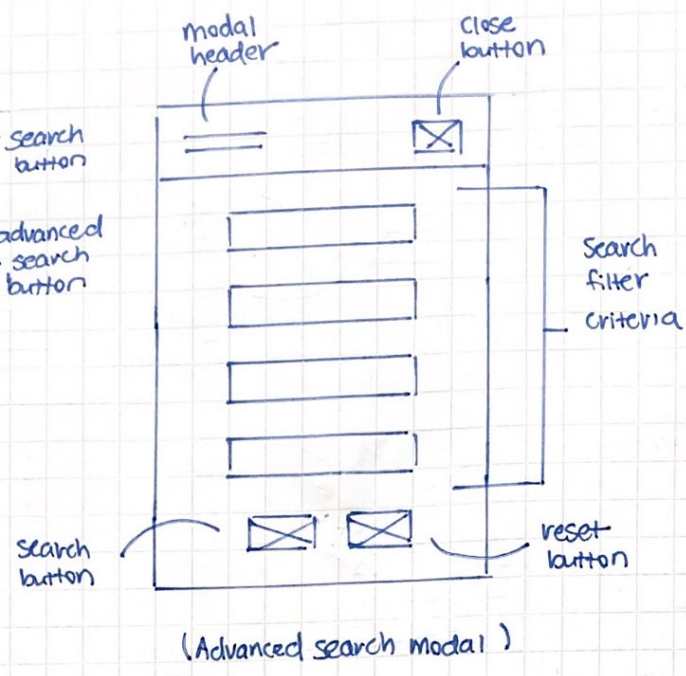 modal
header
close
button
search
button
advanced
search
button
Search
filter
criteria
search
button
reset
button
(Advanced search modal)